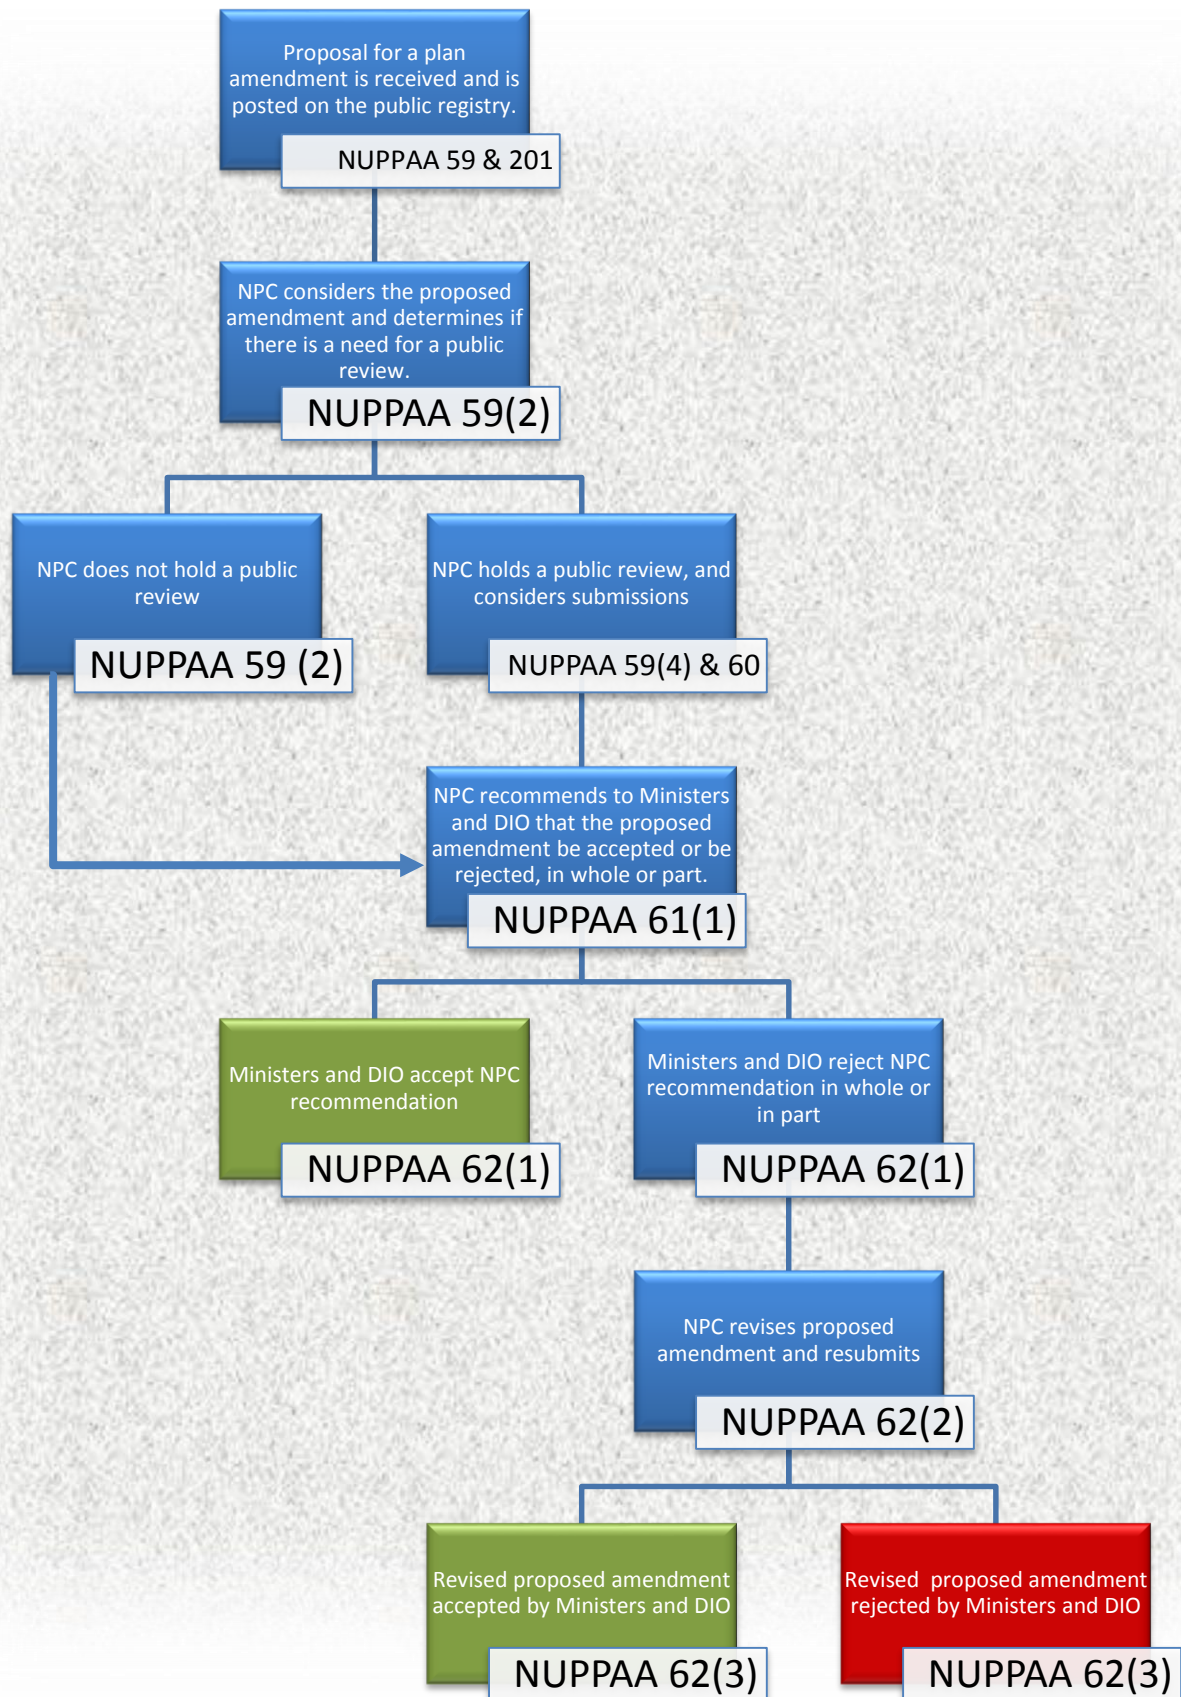 Proposal for a plan
amendment is received and is
posted on the public registry.
NUPPAA 59 & 201
NPC considers the proposed
amendment and determines if
there is a need for a public
review.
NUPPAA 59(2)
NPC does not hold a public
review
NUPPAA 59 (2)
NPC holds a public review, and
considers submissions
NUPPAA 59(4) & 60
NPC recommends to Ministers
and DIO that the proposed
amendment be accepted or be
rejected, in whole or part.
NUPPAA 61(1)
Ministers and DIO accept NPC
recommendation
NUPPAA 62(1)
Ministers and DIO reject NPC
recommendation in whole or
in part
NUPPAA 62(1)
NPC revises proposed
amendment and resubmits
NUPPAA 62(2)
Revised proposed amendment
accepted by Ministers and DIO
NUPPAA 62(3)
Revised  proposed amendment
rejected by Ministers and DIO
NUPPAA 62(3)